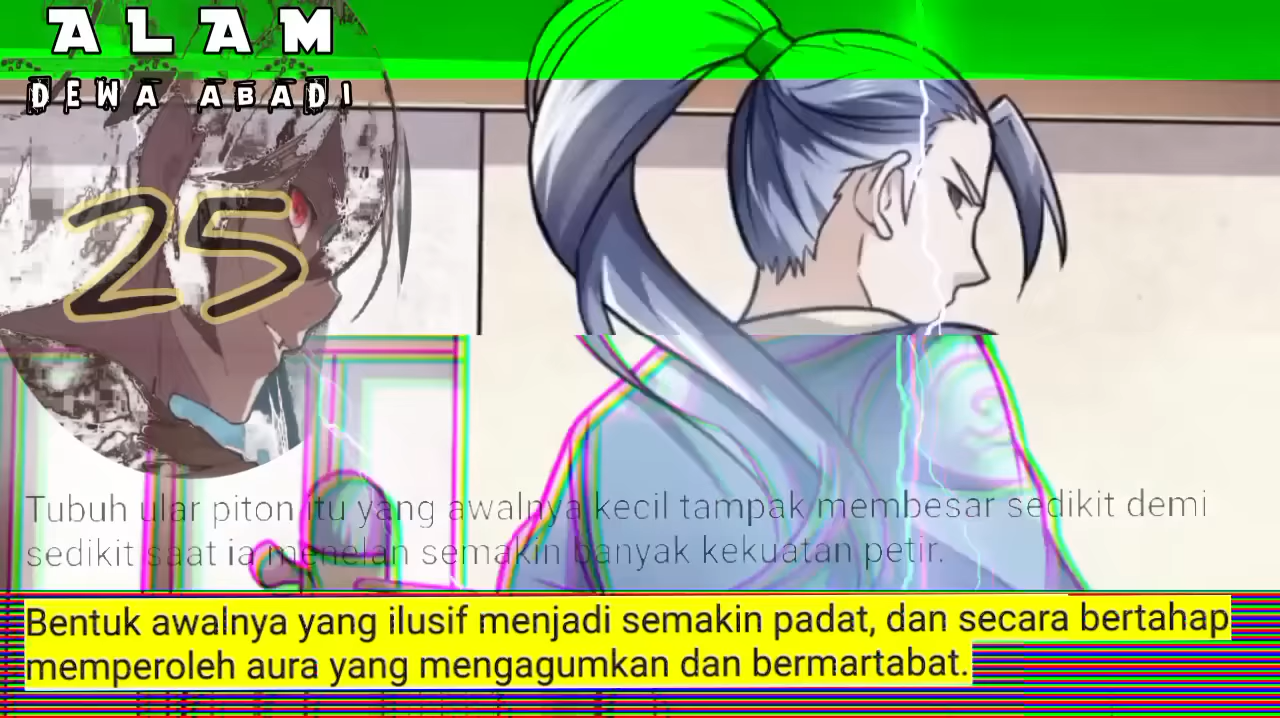 ALAM
DEWA ABADI
25
Tubuh ular piton itu yang awalnya kecil tampak membesar sedikit demi
sedikit saat ia menelan semakin banyak kekuatan petir.
Bentuk awalnya yang ilusif menjadi semakin padat, dan secara bertahap
memperoleh aura yang mengagumkan dan bermartabat.